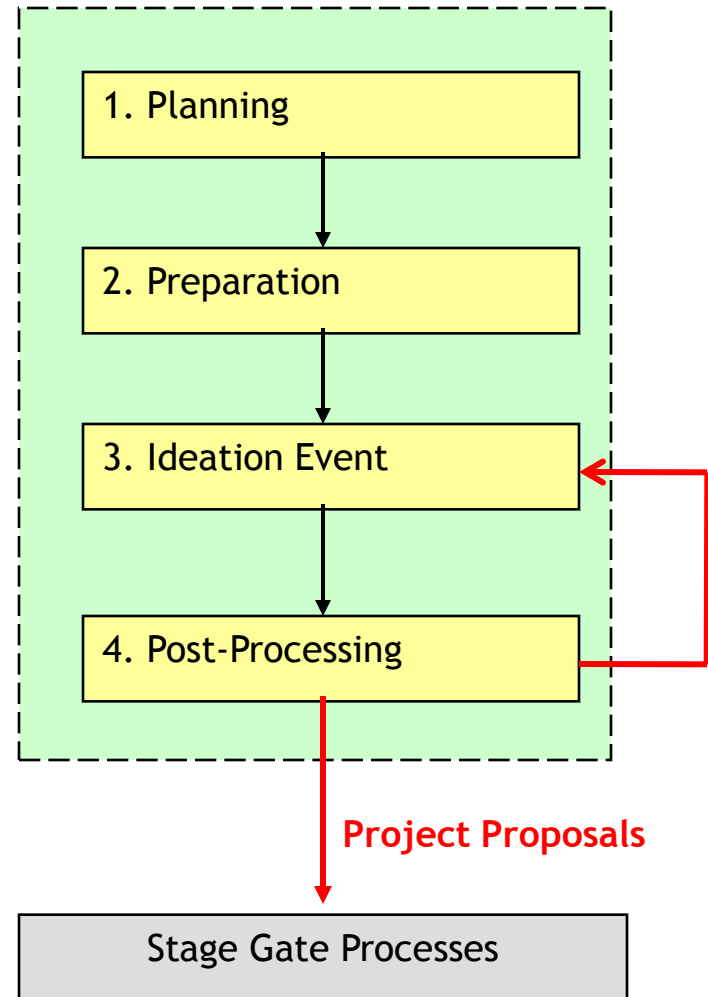 1. Planning
2. Preparation
3. Ideation Event
4. Post-Processing
Project Proposals
Stage Gate Processes